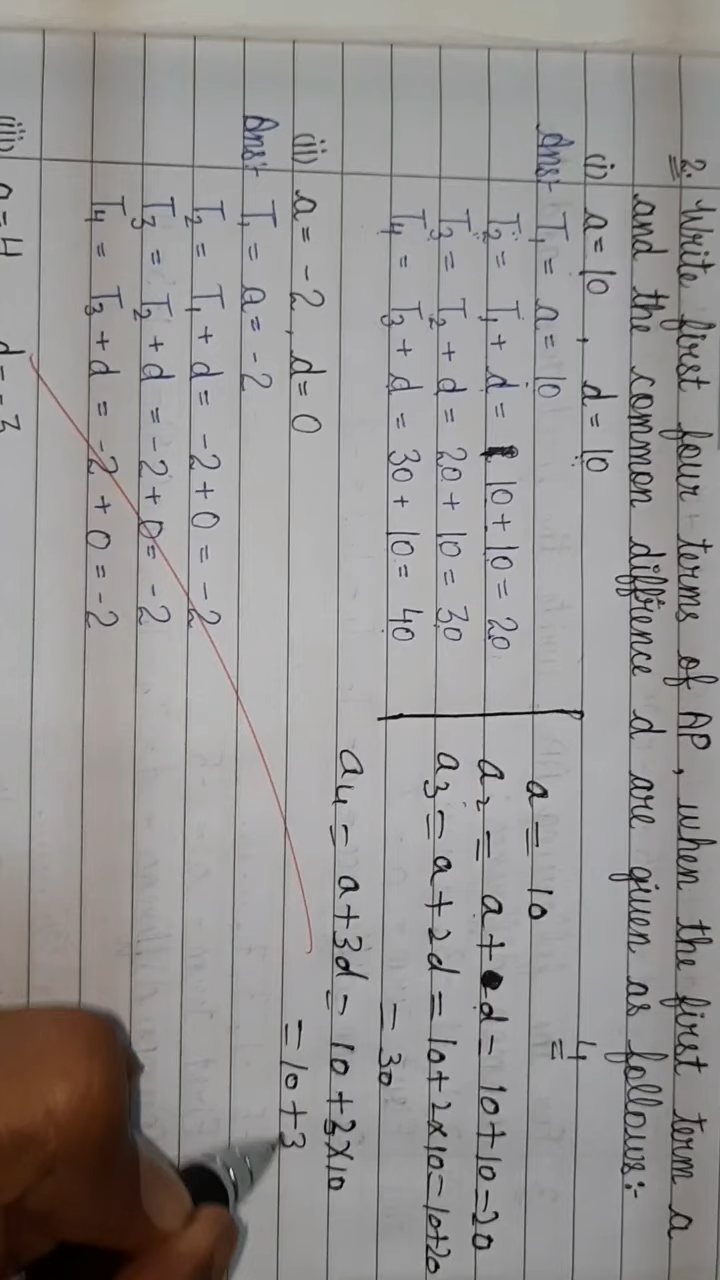 2. Write first four terms of AP, when the first term a
and the common difference d are given as follows:-
(i) a = 10 , d = 10
Ans:- T₁ = a = 10
T₂ = T₁ + d = 10 + 10 = 20
T₃ = T₂ + d = 20 + 10 = 30
T₄ = T₃ + d = 30 + 10 = 40
4
a = 10
a₂ = a + d = 10 + 10 = 20
a₃ = a + 2d = 10 + 2×10 = 10+20
= 30
a₄ = a + 3d = 10 + 3×10
= 10 + 3
(ii) a = -2 , d = 0
Ans:- T₁ = a = -2
T₂ = T₁ + d = -2 + 0 = -2
T₃ = T₂ + d = -2 + 0 = -2
T₄ = T₃ + d = -2 + 0 = -2
(iii) a = 4 d = -3